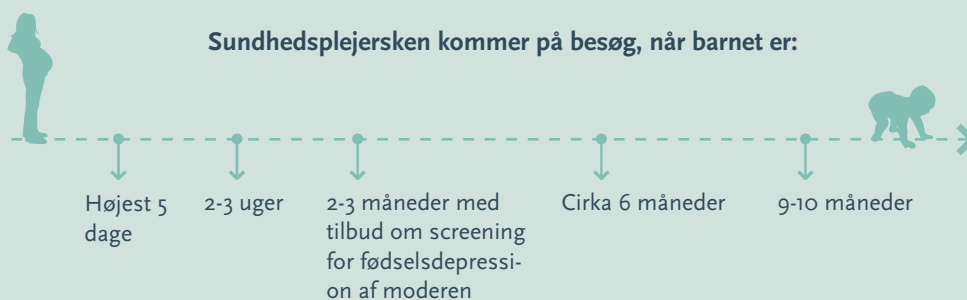 Sundhedsplejersken kommer på besøg, når barnet er:
Højest 5
dage
2-3 uger
2-3 måneder med
tilbud om screening
for fødselsdepressi-
on af moderen
Cirka 6 måneder
9-10 måneder